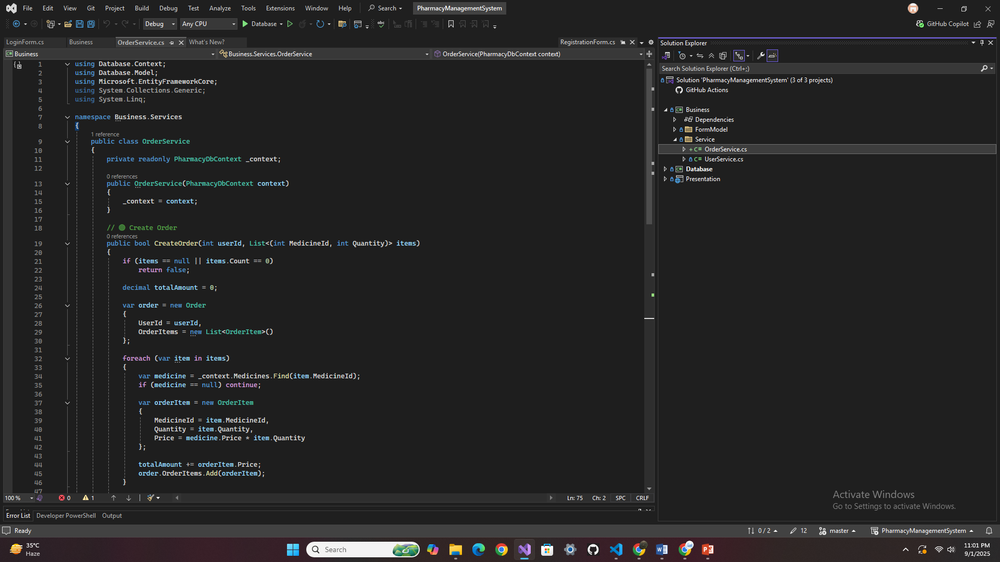 File Edit View Git Project Build Debug Test Analyze Tools Extensions Window Help Search PharmacyManagementSystem
Debug Any CPU Database GitHub Copilot
LoginForm.cs Business OrderService.cs What's New? RegistrationForm.cs
Business Business.Services.OrderService OrderService(PharmacyDbContext context)
1 using Database.Context;
2 using Database.Model;
3 using Microsoft.EntityFrameworkCore;
4 using System.Collections.Generic;
5 using System.Linq;
6
7 namespace Business.Services
8 {
1 reference
9 public class OrderService
10 {
11 private readonly PharmacyDbContext _context;
12
0 references
13 public OrderService(PharmacyDbContext context)
14 {
15 _context = context;
16 }
17
18 // 🟢 Create Order
0 references
19 public bool CreateOrder(int userId, List<(int MedicineId, int Quantity)> items)
20 {
21 if (items == null || items.Count == 0)
22 return false;
23
24 decimal totalAmount = 0;
25
26 var order = new Order
27 {
28 UserId = userId,
29 OrderItems = new List<OrderItem>()
30 };
31
32 foreach (var item in items)
33 {
34 var medicine = _context.Medicines.Find(item.MedicineId);
35 if (medicine == null) continue;
36
37 var orderItem = new OrderItem
38 {
39 MedicineId = item.MedicineId,
40 Quantity = item.Quantity,
41 Price = medicine.Price * item.Quantity
42 };
43
44 totalAmount += orderItem.Price;
45 order.OrderItems.Add(orderItem);
46 }
47
100 % 0 1 Ln: 75 Ch: 2 SPC CRLF
Error List Developer PowerShell Output
Solution Explorer
Search Solution Explorer (Ctrl+;)
Solution 'PharmacyManagementSystem' (3 of 3 projects)
GitHub Actions
Business
Dependencies
FormModel
Service
OrderService.cs
UserService.cs
Database
Presentation
Activate Windows
Go to Settings to activate Windows.
Ready 0 / 2 12 master PharmacyManagementSystem
35°C
Haze
Search
11:01 PM
9/1/2025